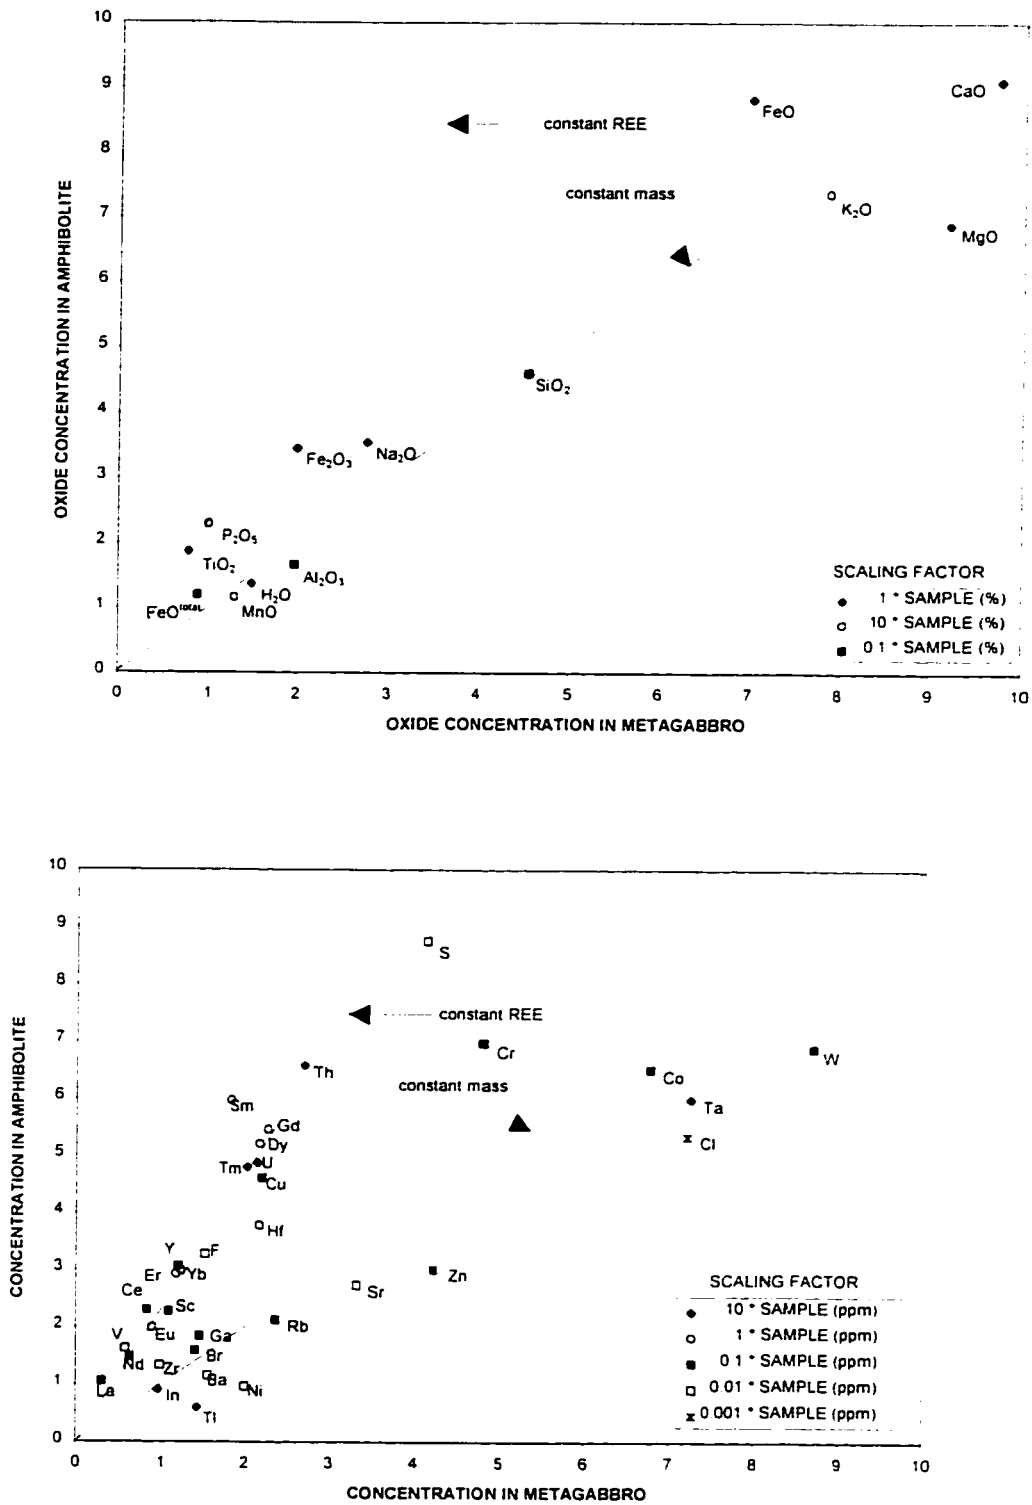 10
9
8
7
6
5
4
3
2
1
0
OXIDE CONCENTRATION IN AMPHIBOLITE
CaO
FeO
constant REE
constant mass
K₂O
MgO
SiO₂
Fe₂O₃
Na₂O
P₂O₅
TiO₂
Al₂O₃
H₂O
FeOᵗᵒᵗᵃˡ
MnO
SCALING FACTOR
1 * SAMPLE (%)
10 * SAMPLE (%)
0.1 * SAMPLE (%)
0 1 2 3 4 5 6 7 8 9 10
OXIDE CONCENTRATION IN METAGABBRO
10
9
8
7
6
5
4
3
2
1
0
CONCENTRATION IN AMPHIBOLITE
S
constant REE
Cr
W
Th
constant mass
Co
Ta
Sm
Gd
Dy
Cl
Tm
U
Cu
Hf
Y
F
Er
Yb
Zn
Sr
Ce
Sc
V
Eu
Ga
Rb
Nd
Zr
Br
Ba
La
In
Ni
Tl
SCALING FACTOR
10 * SAMPLE (ppm)
1 * SAMPLE (ppm)
0.1 * SAMPLE (ppm)
0.01 * SAMPLE (ppm)
0.001 * SAMPLE (ppm)
0 1 2 3 4 5 6 7 8 9 10
CONCENTRATION IN METAGABBRO